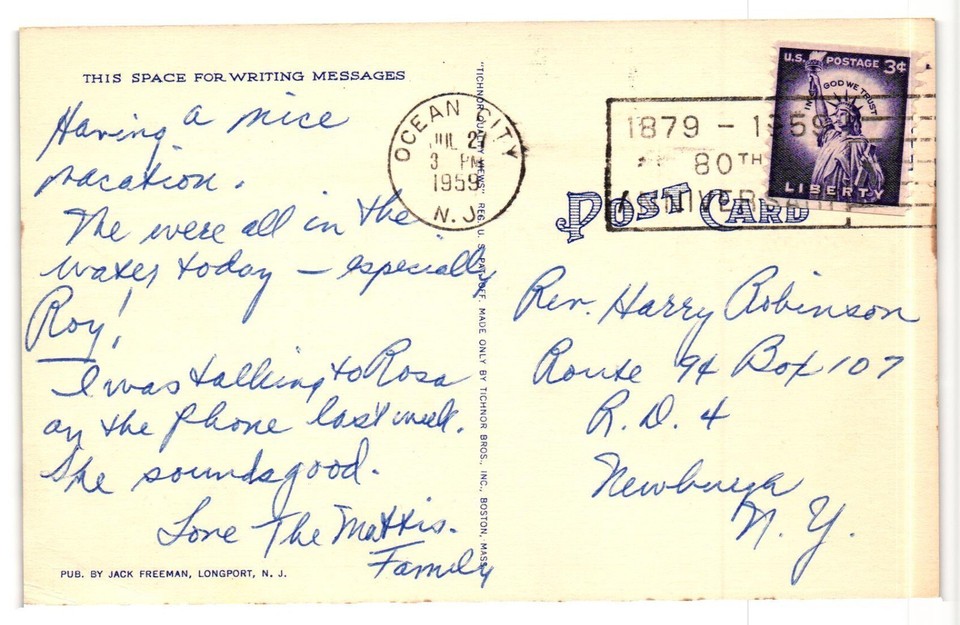 THIS SPACE FOR WRITING MESSAGES
Having a nice
vacation.
The were all in the
water today – especially
Roy!
I was talking to Rosa
on the phone last week.
She sounds good.
Love The Mattis.
Family
PUB. BY JACK FREEMAN, LONGPORT, N. J.
"TICHNOR QUALITY VIEWS" REG. U. S. PAT. OFF. MADE ONLY BY TICHNOR BROS., INC., BOSTON, MASS.
OCEAN CITY
JUL 27
3 PM
1959
N. J.
1879 – 1959
80TH
ANNIVERSARY
U.S. POSTAGE 3¢
IN GOD WE TRUST
LIBERTY
POST CARD
Rev. Harry Robinson
Route 94 Box 107
R. D. 4
Newburgh
N. Y.